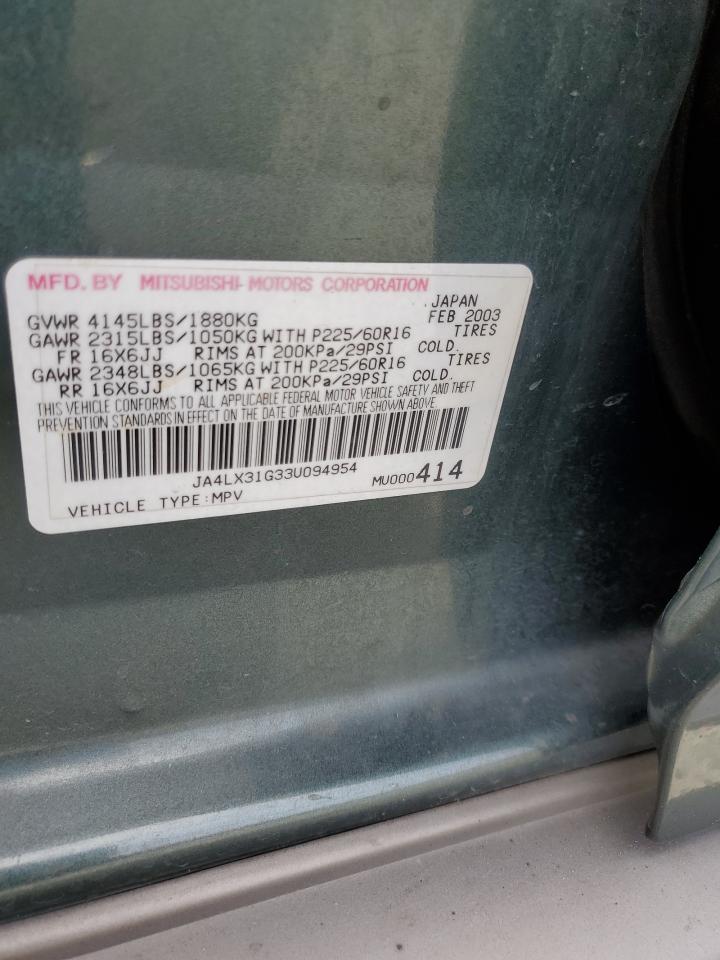 MFD. BY MITSUBISHI MOTORS CORPORATION
JAPAN
GVWR 4145LBS/1880KG FEB 2003
GAWR 2315LBS/1050KG WITH P225/60R16 TIRES
FR 16X6JJ RIMS AT 200KPa/29PSI COLD.
GAWR 2348LBS/1065KG WITH P225/60R16 TIRES
RR 16X6JJ RIMS AT 200KPa/29PSI COLD.
THIS VEHICLE CONFORMS TO ALL APPLICABLE FEDERAL MOTOR VEHICLE SAFETY AND THEFT
PREVENTION STANDARDS IN EFFECT ON THE DATE OF MANUFACTURE SHOWN ABOVE.
JA4LX31G33U094954
VEHICLE TYPE:MPV MU000414